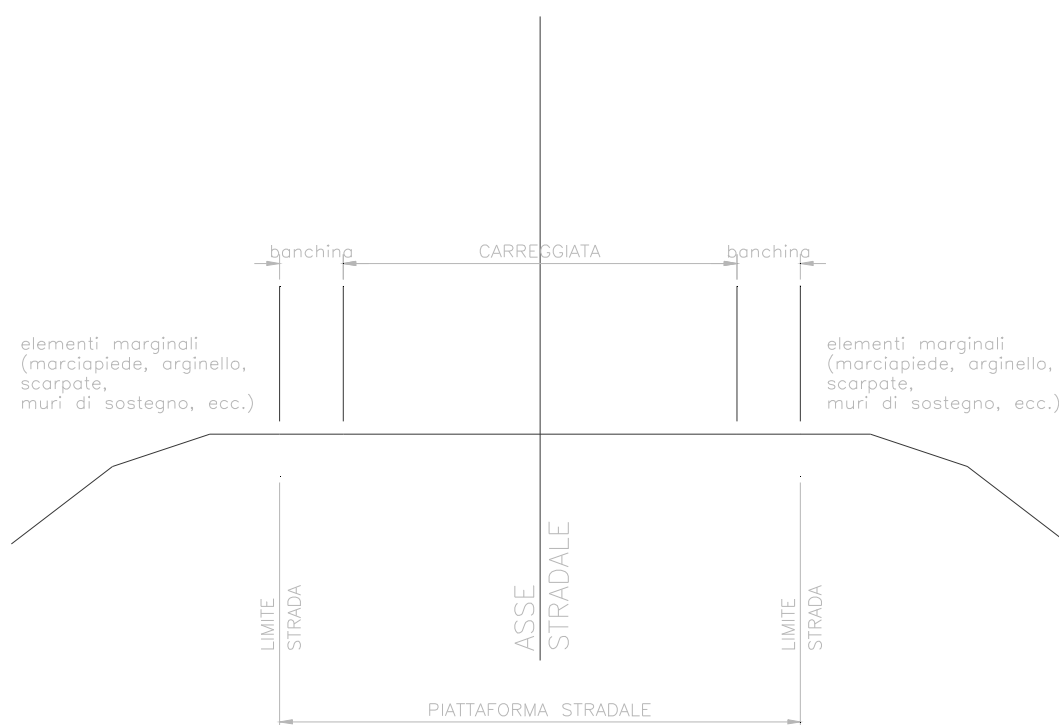 banchina
CARREGGIATA
banchina
elementi marginali
(marciapiede, arginello,
scarpate,
muri di sostegno, ecc.)
elementi marginali
(marciapiede, arginello,
scarpate,
muri di sostegno, ecc.)
LIMITE
STRADA
ASSE
STRADALE
LIMITE
STRADA
PIATTAFORMA STRADALE